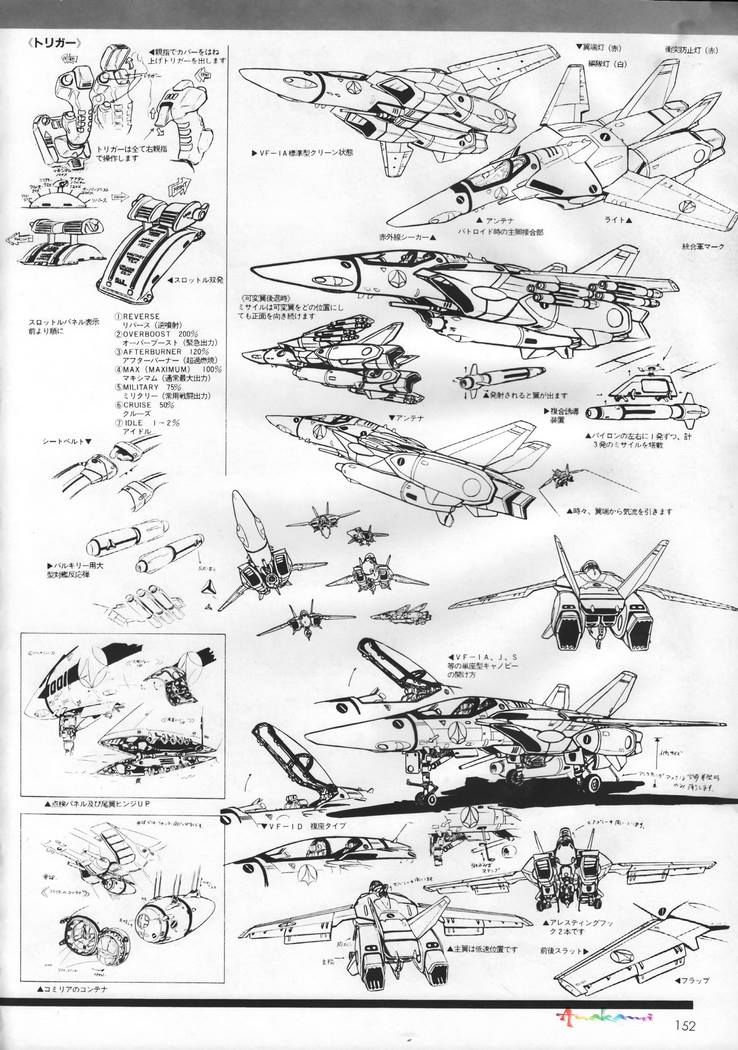 《トリガー》
◀親指でカバーをはね
上げトリガーを出します
トリガーは全て右親指
で操作します
◀スロットル双発
スロットルパネル表示
前より順に
①REVERSE
リバース(逆噴射)
②OVERBOOST 200%
オーバーブースト(緊急出力)
③AFTERBURNER 120%
アフターバーナー(超過燃焼)
④MAX (MAXIMUM) 100%
マキシマム(通常最大出力)
⑤MILITARY 75%
ミリタリー(常用戦闘出力)
⑥CRUISE 50%
クルーズ
⑦IDLE 1~2%
アイドル
シートベルト▼
▶バルキリー用大
型対艦反応弾
▲点検パネル及び尾翼ヒンジUP
▲コミリアのコンテナ
▼翼端灯(赤)
衝突防止灯(赤)
編隊灯(白)
▶VF-1A標準型クリーン状態
▲アンテナ
ライト▲
バトロイド時の主脚接合部
赤外線シーカー▲
統合軍マーク
(可変翼後退時)
ミサイルは可変翼をどの位置にし
ても正面を向き続けます
▲発射されると翼が出ます
▶複合誘導
装置
▲パイロンの左右に1発ずつ、計
3発のミサイルを搭載
▼アンテナ
▲時々、翼端から気流を引きます
◀VF-1A、J、S
等の単座型キャノピー
の開け方
▼VF-1D 複座タイプ
▲アレスティングフッ
ク2本です
▲主翼は低速位置です
前後スラット▶
◀フラップ
001
Anakami
152